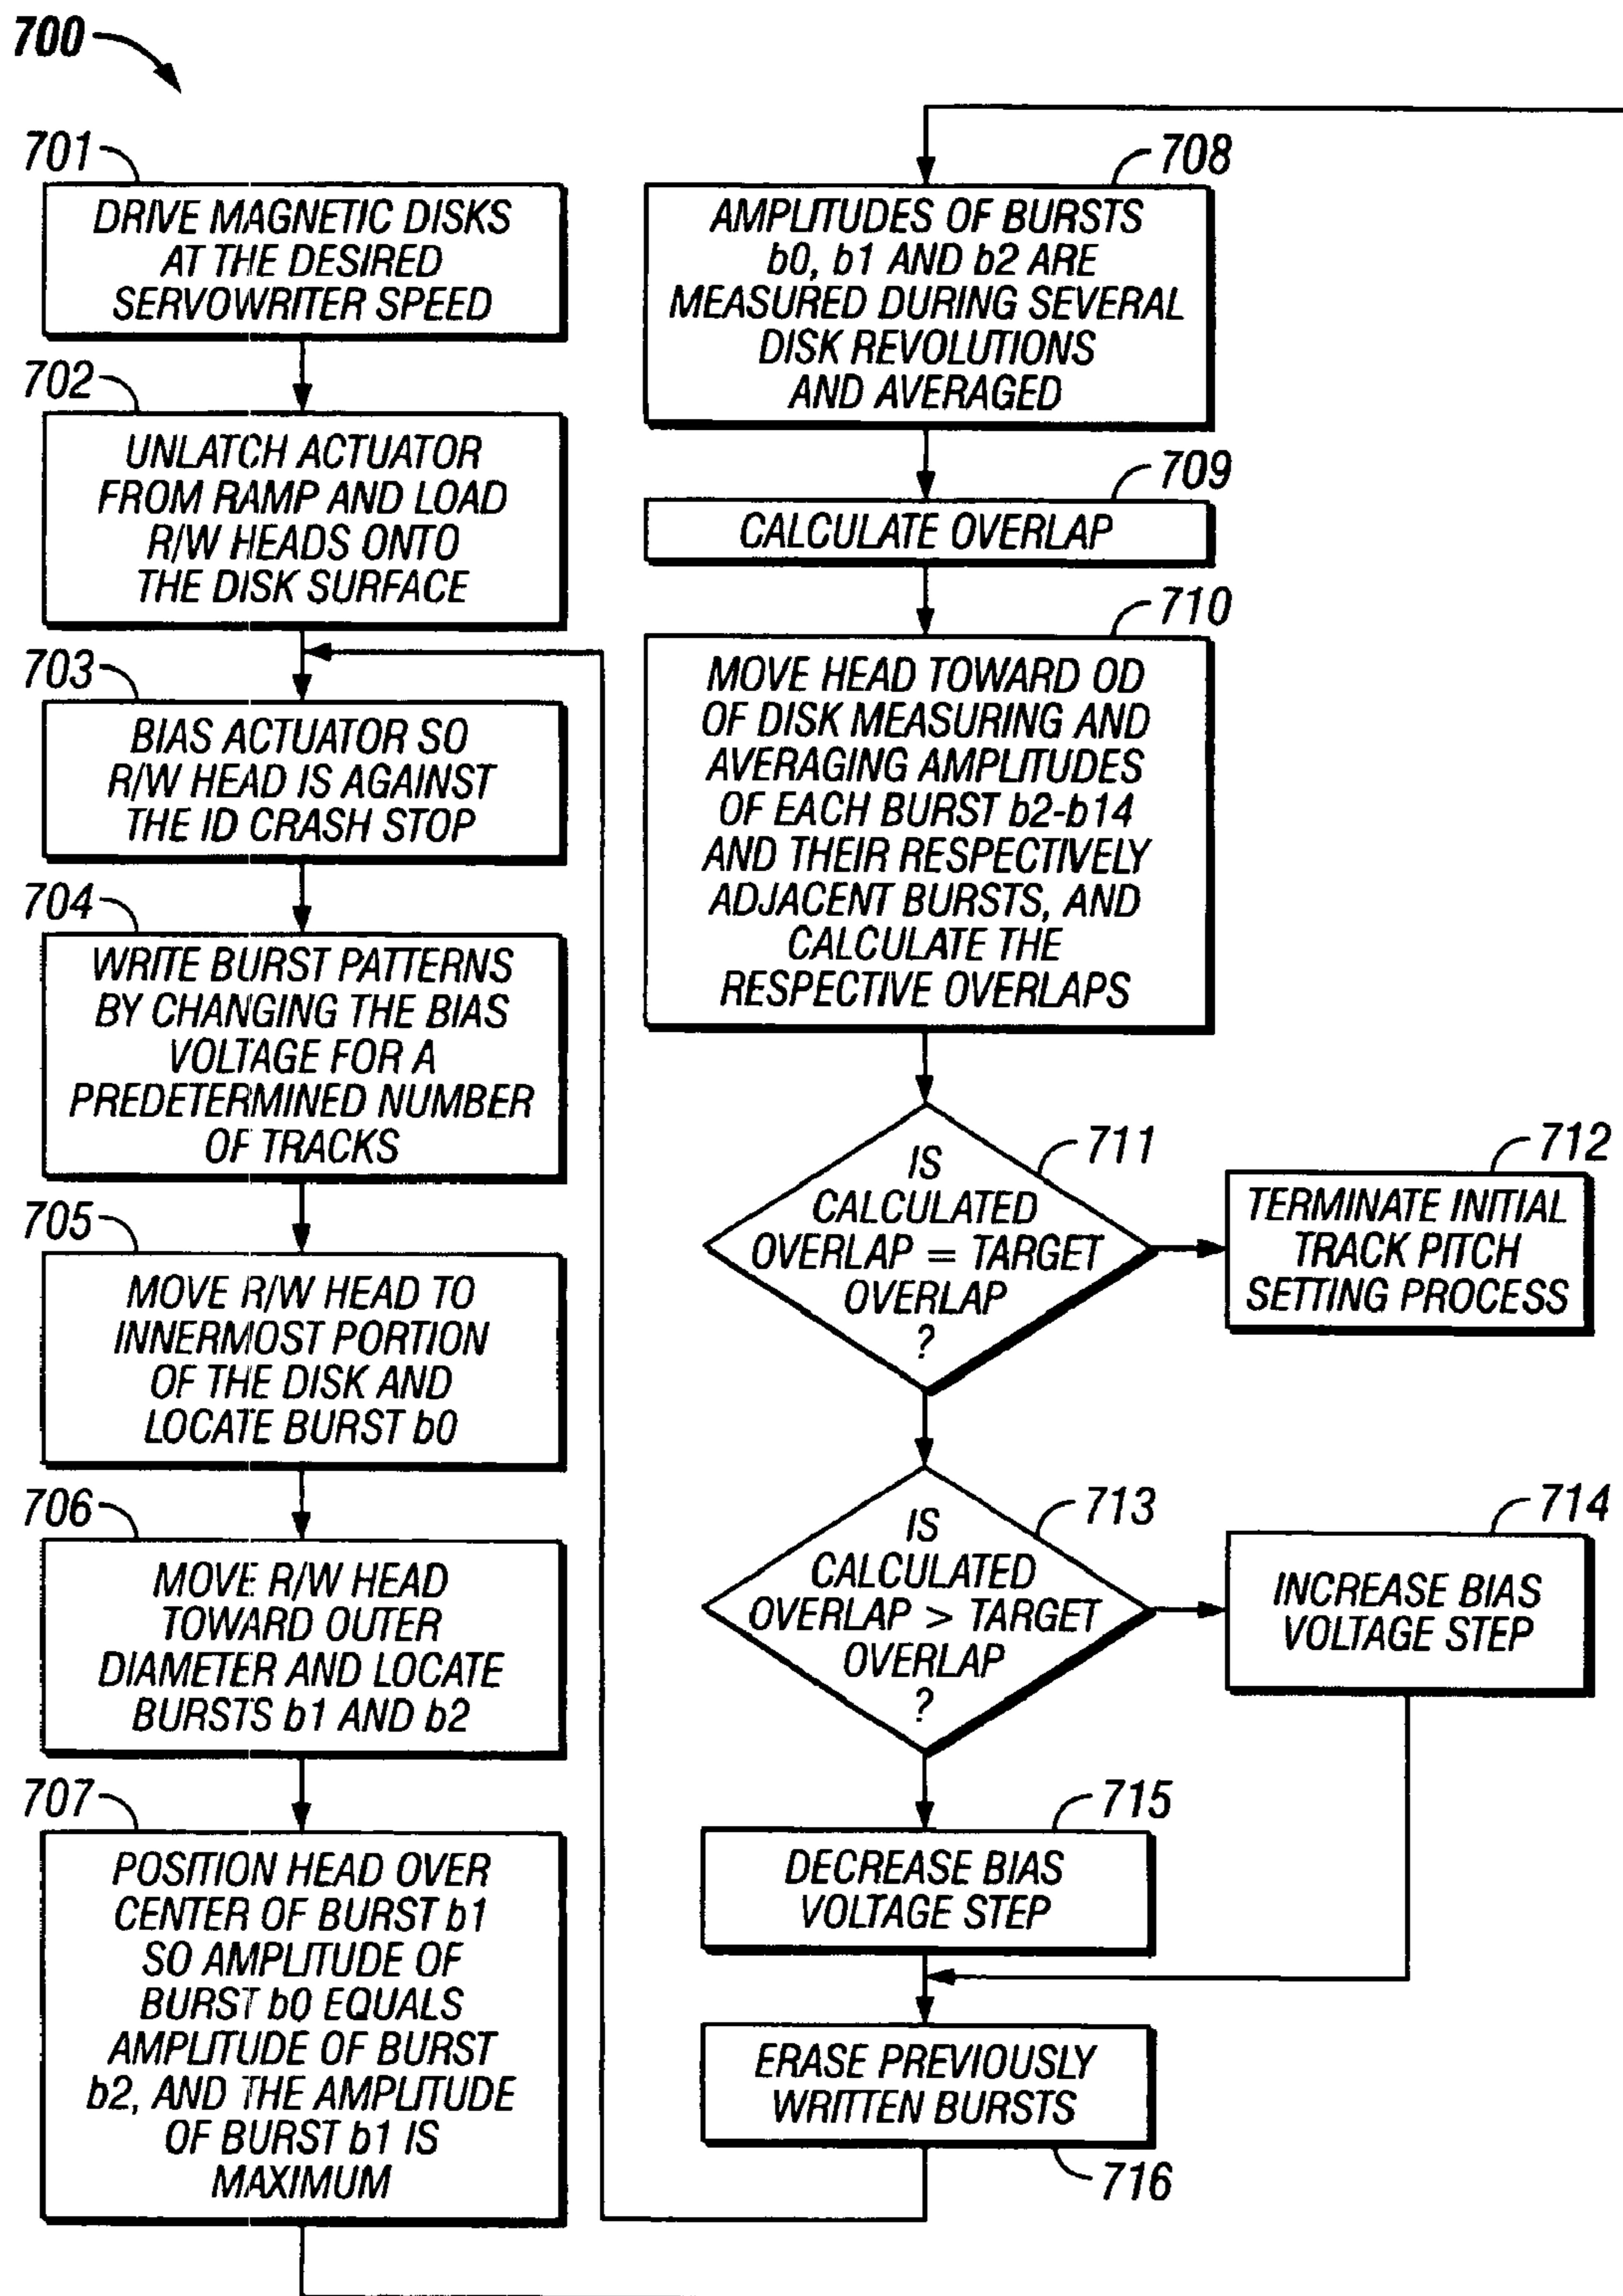 700
701
DRIVE MAGNETIC DISKS
AT THE DESIRED
SERVOWRITER SPEED
702
UNLATCH ACTUATOR
FROM RAMP AND LOAD
R/W HEADS ONTO
THE DISK SURFACE
703
BIAS ACTUATOR SO
R/W HEAD IS AGAINST
THE ID CRASH STOP
704
WRITE BURST PATTERNS
BY CHANGING THE BIAS
VOLTAGE FOR A
PREDETERMINED NUMBER
OF TRACKS
705
MOVE R/W HEAD TO
INNERMOST PORTION
OF THE DISK AND
LOCATE BURST b0
706
MOVE R/W HEAD
TOWARD OUTER
DIAMETER AND LOCATE
BURSTS b1 AND b2
707
POSITION HEAD OVER
CENTER OF BURST b1
SO AMPLITUDE OF
BURST b0 EQUALS
AMPLITUDE OF BURST
b2, AND THE AMPLITUDE
OF BURST b1 IS
MAXIMUM
708
AMPLITUDES OF BURSTS
b0, b1 AND b2 ARE
MEASURED DURING SEVERAL
DISK REVOLUTIONS
AND AVERAGED
709
CALCULATE OVERLAP
710
MOVE HEAD TOWARD OD
OF DISK MEASURING AND
AVERAGING AMPLITUDES
OF EACH BURST b2-b14
AND THEIR RESPECTIVELY
ADJACENT BURSTS, AND
CALCULATE THE
RESPECTIVE OVERLAPS
711
IS
CALCULATED
OVERLAP = TARGET
OVERLAP
?
712
TERMINATE INITIAL
TRACK PITCH
SETTING PROCESS
713
IS
CALCULATED
OVERLAP > TARGET
OVERLAP
?
714
INCREASE BIAS
VOLTAGE STEP
715
DECREASE BIAS
VOLTAGE STEP
ERASE PREVIOUSLY
WRITTEN BURSTS
716